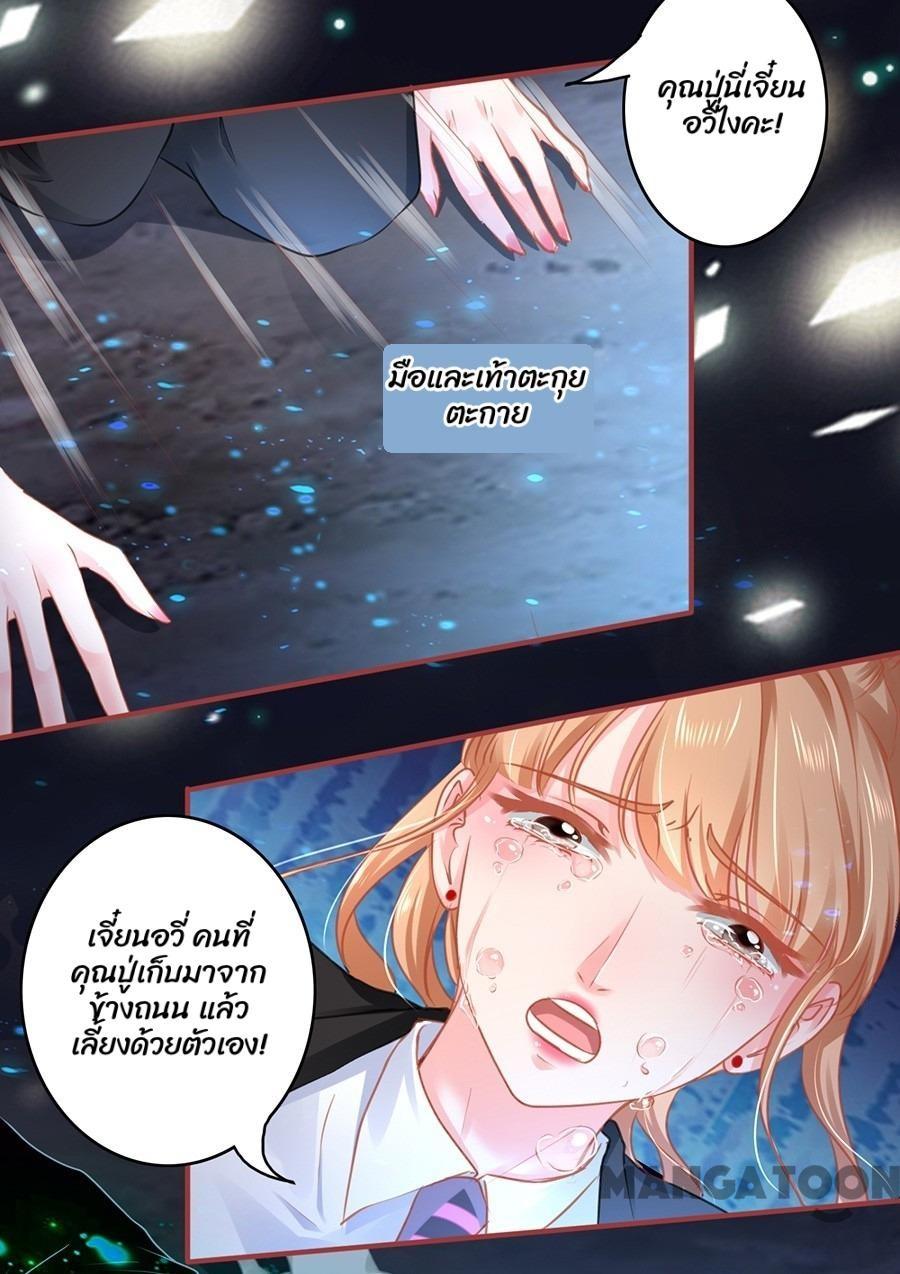 คุณปู่นี่เจี๋ยน
อวี่ไงคะ!
มือและเท้าตะกุย
ตะกาย
เจี๋ยนอวี่ คนที่
คุณปู่เก็บมาจาก
ข้างถนน แล้ว
เลี้ยงด้วยตัวเอง!
MANGATOON